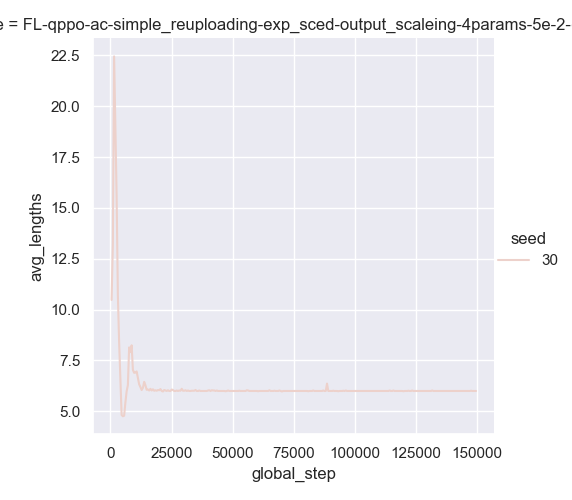 e = FL-qppo-ac-simple_reuploading-exp_sced-output_scaleing-4params-5e-2-
22.5
20.0
17.5
15.0
12.5
10.0
7.5
5.0
avg_lengths
0 25000 50000 75000 100000 125000 150000
global_step
seed
30